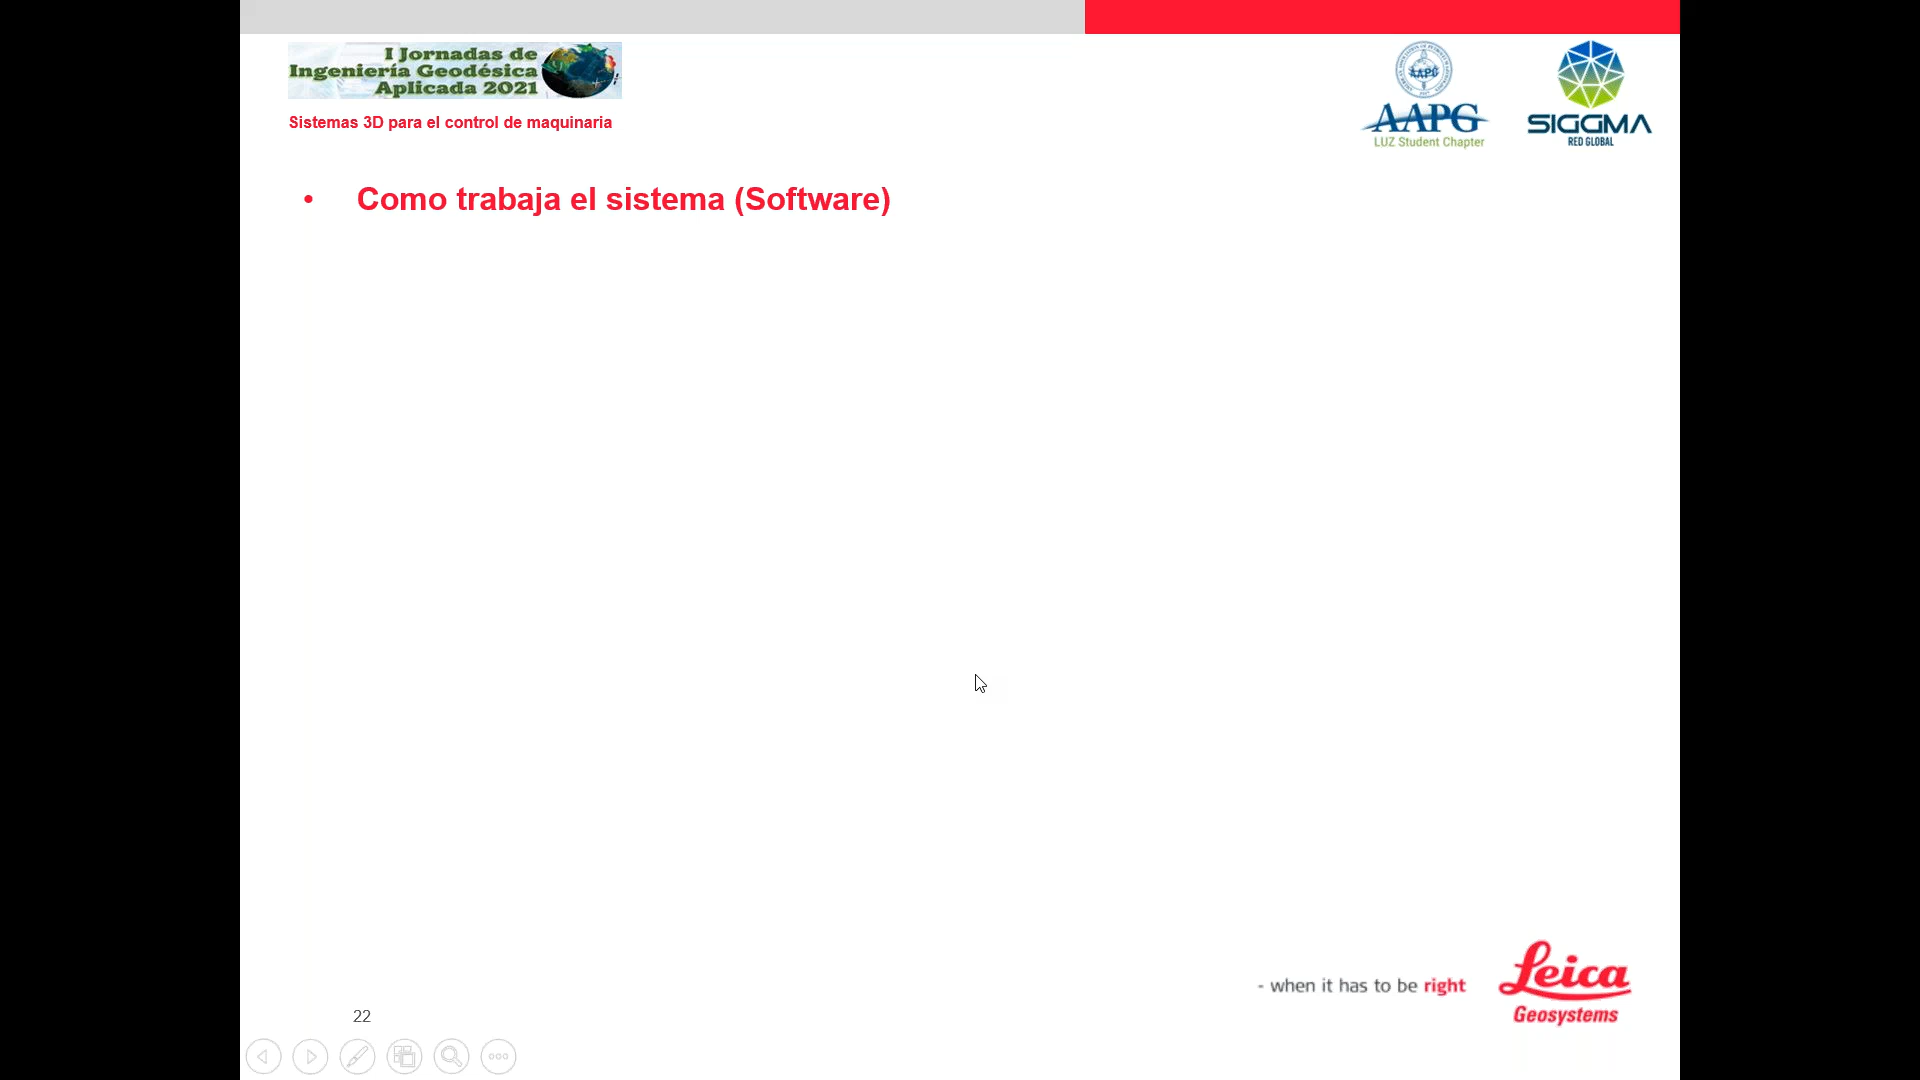 I Jornadas de
Ingeniería Geodésica
Aplicada 2021
Sistemas 3D para el control de maquinaria
AAPG
AAPG
LUZ Student Chapter
SIGGMA
RED GLOBAL
• Como trabaja el sistema (Software)
- when it has to be right
Leica
Geosystems
22